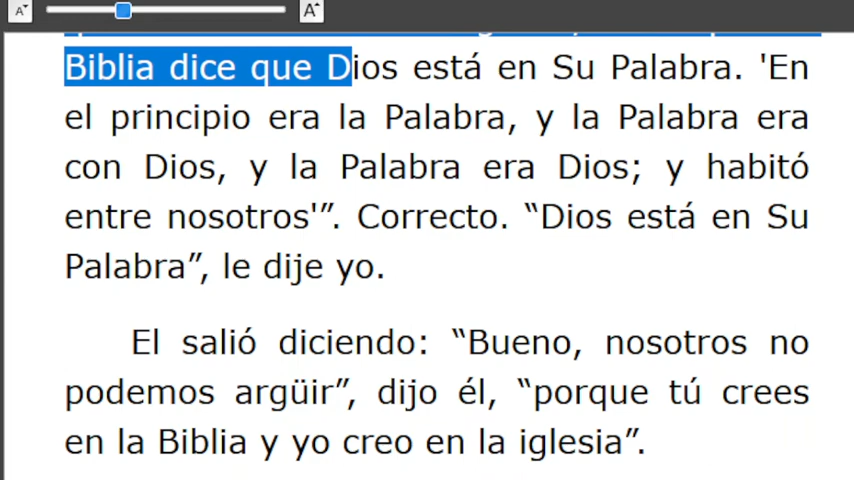 Biblia dice que Dios está en Su Palabra. 'En
el principio era la Palabra, y la Palabra era
con Dios, y la Palabra era Dios; y habitó
entre nosotros'”. Correcto. “Dios está en Su
Palabra”, le dije yo.
El salió diciendo: “Bueno, nosotros no
podemos argüir”, dijo él, “porque tú crees
en la Biblia y yo creo en la iglesia”.